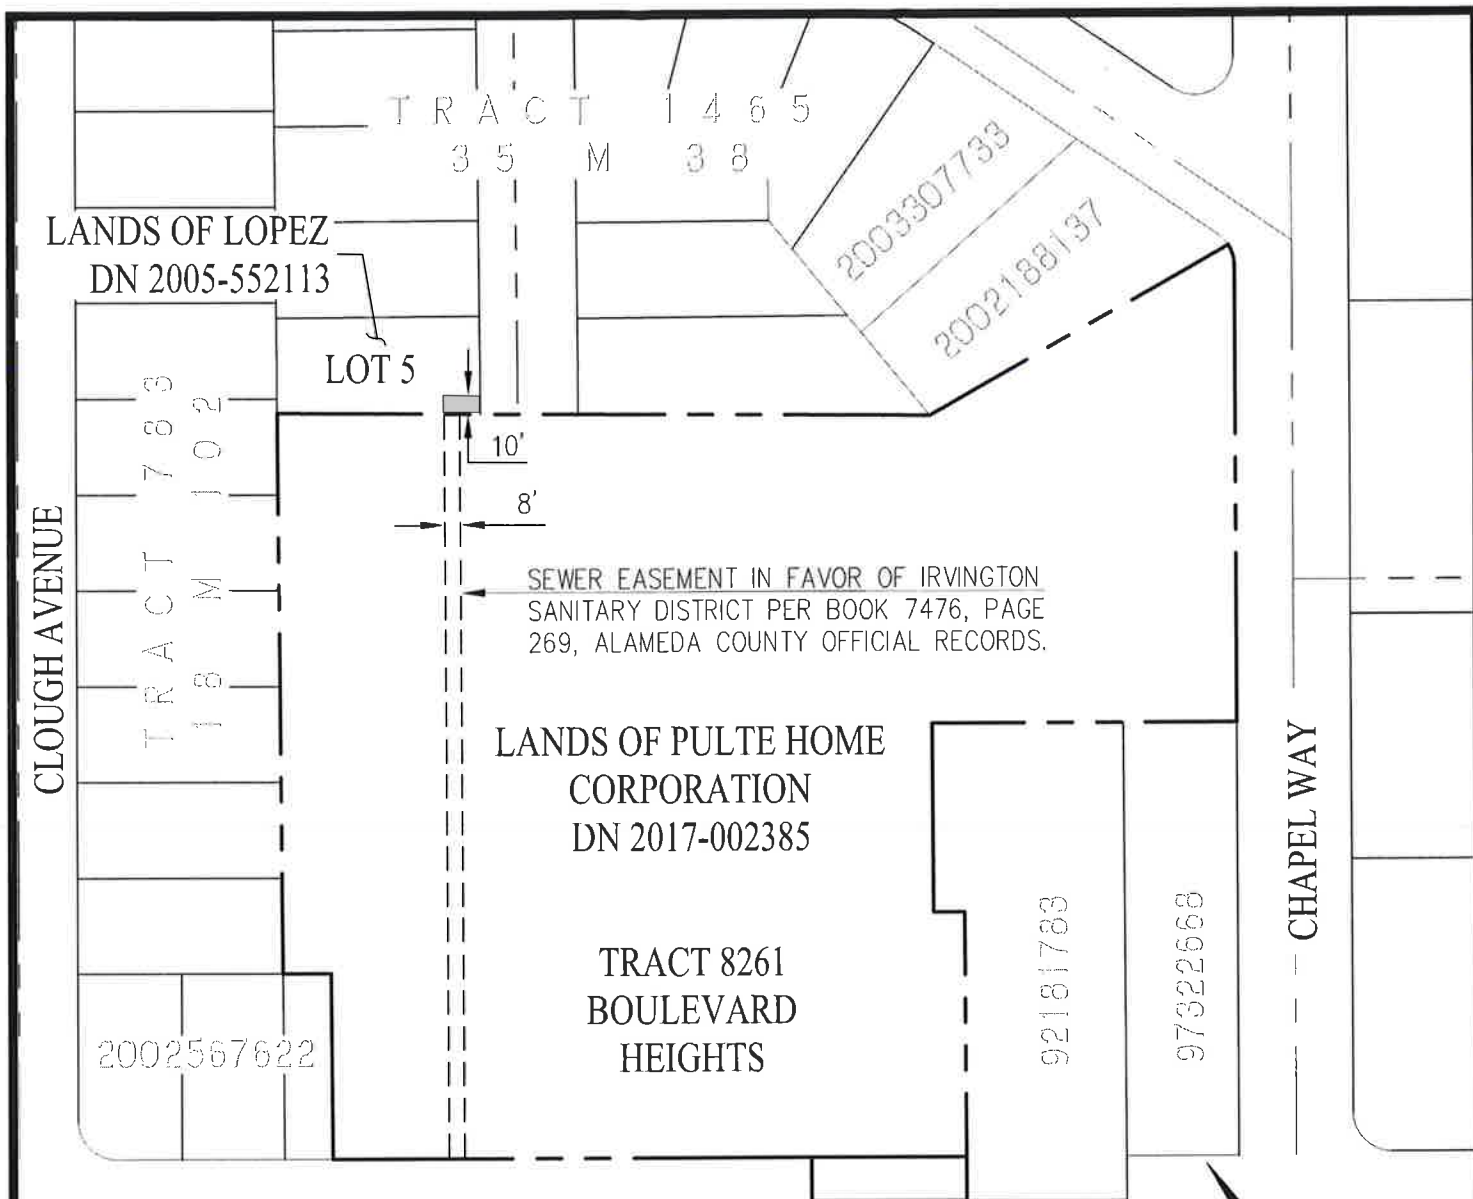 TRACT 1465
35 M 38
LANDS OF LOPEZ
DN 2005-552113
LOT 5
2003307733
2002188137
10'
8'
TRACT 783
18 M 102
CLOUGH AVENUE
SEWER EASEMENT IN FAVOR OF IRVINGTON
SANITARY DISTRICT PER BOOK 7476, PAGE
269, ALAMEDA COUNTY OFFICIAL RECORDS.
LANDS OF PULTE HOME
CORPORATION
DN 2017-002385
TRACT 8261
BOULEVARD
HEIGHTS
2002567622
92181783
97322668
CHAPEL WAY